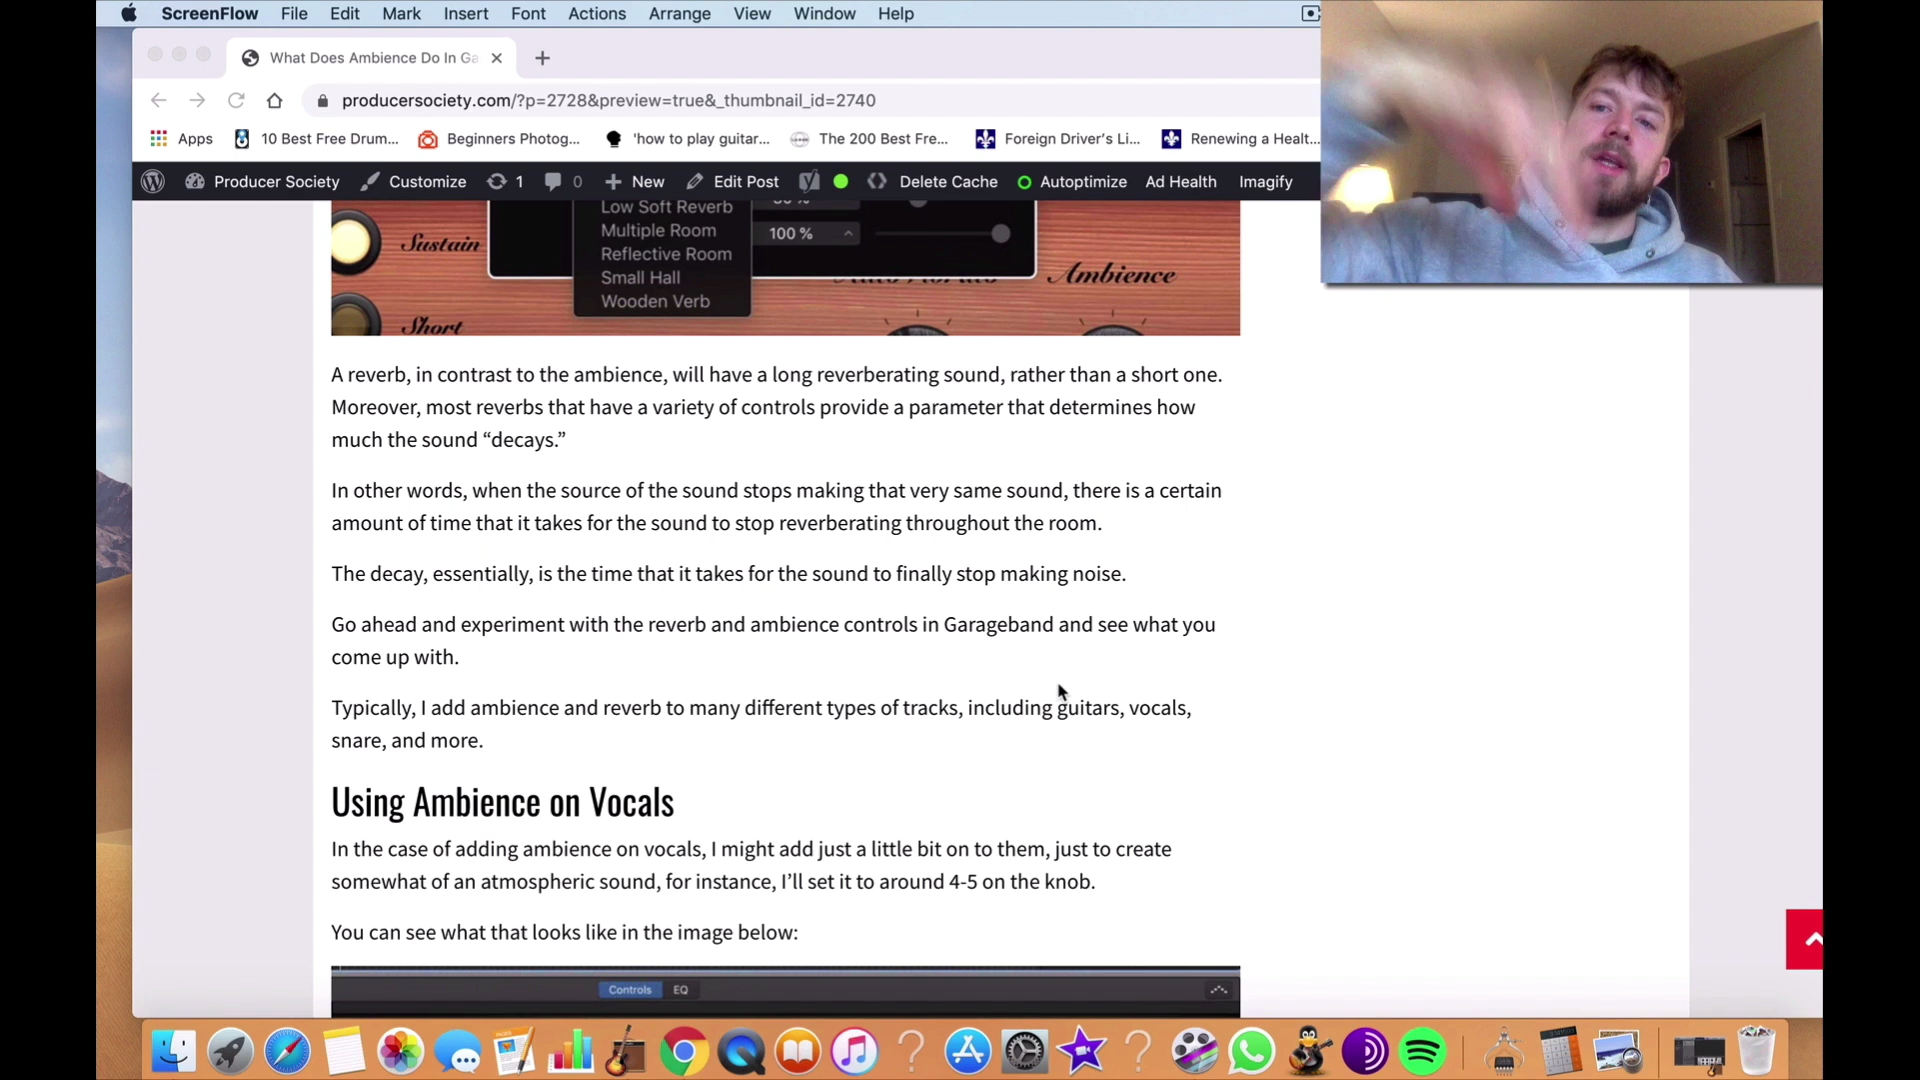 ScreenFlow File Edit Mark Insert Font Actions Arrange View Window Help
What Does Ambience Do In Ga
producersociety.com/?p=2728&preview=true&_thumbnail_id=2740
Apps 10 Best Free Drum... Beginners Photog... 'how to play guitar... The 200 Best Fre... Foreign Driver's Li... Renewing a Healt...
Producer Society Customize 1 0 New Edit Post Delete Cache Autoptimize Ad Health Imagify
Low Soft Reverb
Multiple Room 100 %
Sustain
Reflective Room
Small Hall Ambience
Wooden Verb
Short
A reverb, in contrast to the ambience, will have a long reverberating sound, rather than a short one.
Moreover, most reverbs that have a variety of controls provide a parameter that determines how
much the sound “decays.”
In other words, when the source of the sound stops making that very same sound, there is a certain
amount of time that it takes for the sound to stop reverberating throughout the room.
The decay, essentially, is the time that it takes for the sound to finally stop making noise.
Go ahead and experiment with the reverb and ambience controls in Garageband and see what you
come up with.
Typically, I add ambience and reverb to many different types of tracks, including guitars, vocals,
snare, and more.
Using Ambience on Vocals
In the case of adding ambience on vocals, I might add just a little bit on to them, just to create
somewhat of an atmospheric sound, for instance, I’ll set it to around 4-5 on the knob.
You can see what that looks like in the image below:
Controls EQ